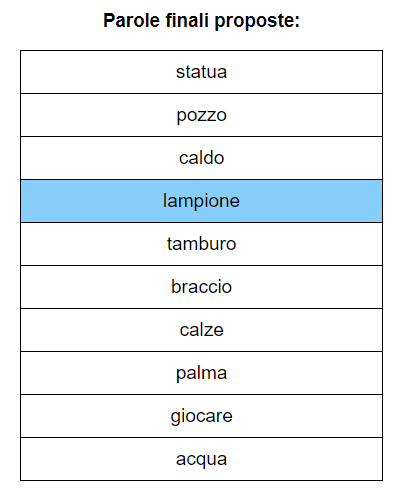 Parole finali proposte:
statua
pozzo
caldo
lampione
tamburo
braccio
calze
palma
giocare
acqua